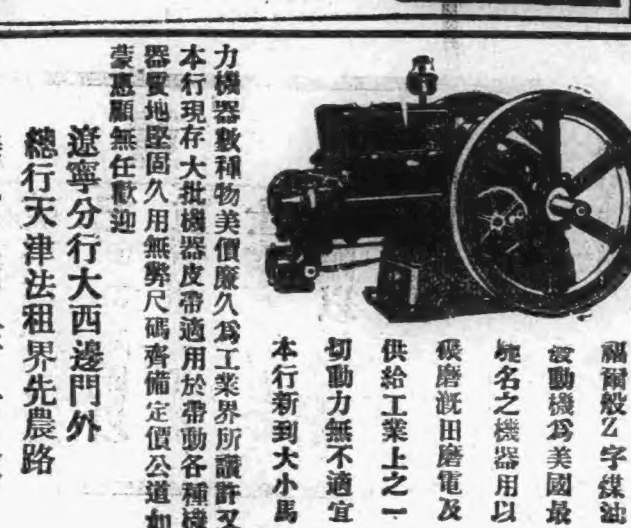 福爾般Z字煤油
發動機爲美國最
馳名之機器用以
碾磨漑田磨電及
供給工業上之一
切動力無不適宜
本行新到大小馬
力機器數種物美價廉久爲工業界所讚許又
本行現存大批機器皮帶適用於帶動各種機
器質地堅固久用無弊尺碼齊備定價公道如
蒙惠顧無任歡迎
遼寧分行大西邊門外
總行天津法租界先農路